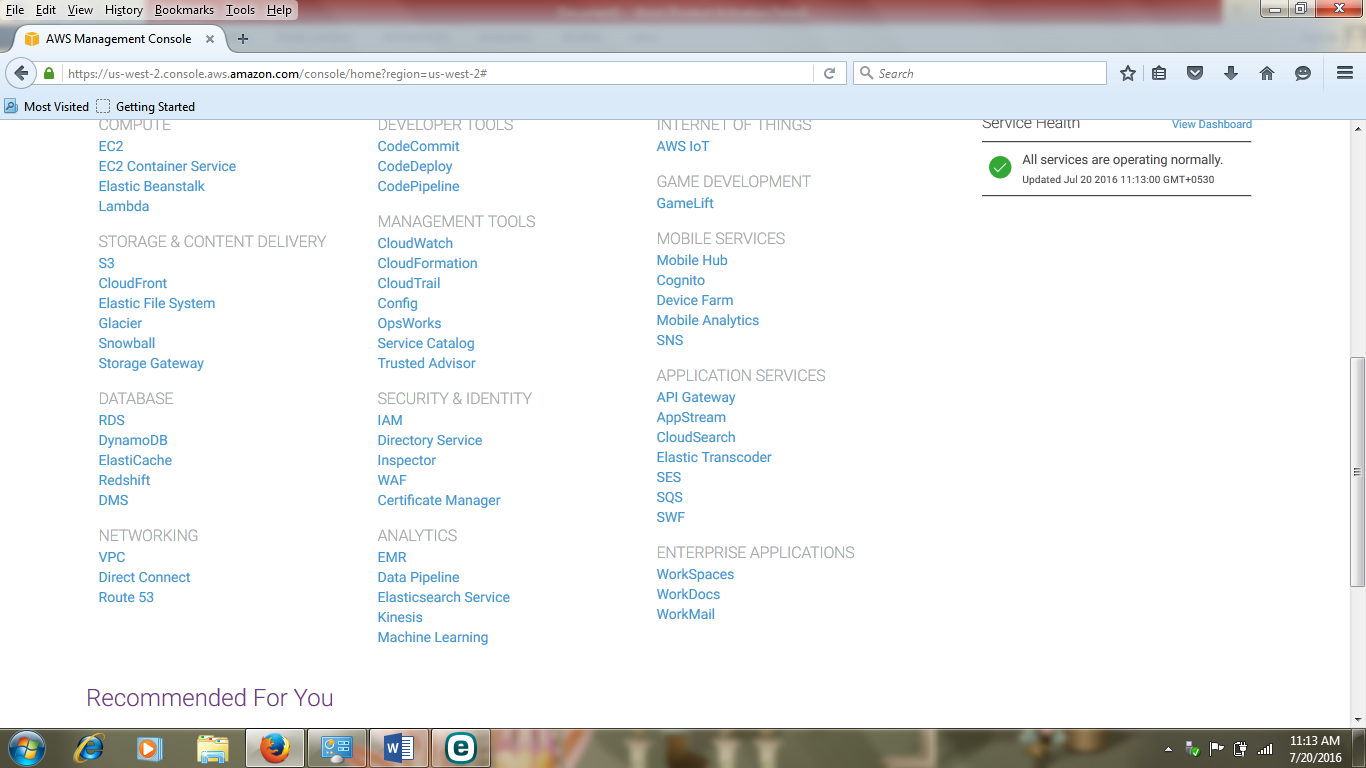 File Edit View History Bookmarks Tools Help
AWS Management Console
https://us-west-2.console.aws.amazon.com/console/home?region=us-west-2#
Search
Most Visited Getting Started
COMPUTE
EC2
EC2 Container Service
Elastic Beanstalk
Lambda
STORAGE & CONTENT DELIVERY
S3
CloudFront
Elastic File System
Glacier
Snowball
Storage Gateway
DATABASE
RDS
DynamoDB
ElastiCache
Redshift
DMS
NETWORKING
VPC
Direct Connect
Route 53
DEVELOPER TOOLS
CodeCommit
CodeDeploy
CodePipeline
MANAGEMENT TOOLS
CloudWatch
CloudFormation
CloudTrail
Config
OpsWorks
Service Catalog
Trusted Advisor
SECURITY & IDENTITY
IAM
Directory Service
Inspector
WAF
Certificate Manager
ANALYTICS
EMR
Data Pipeline
Elasticsearch Service
Kinesis
Machine Learning
INTERNET OF THINGS
AWS IoT
GAME DEVELOPMENT
GameLift
MOBILE SERVICES
Mobile Hub
Cognito
Device Farm
Mobile Analytics
SNS
APPLICATION SERVICES
API Gateway
AppStream
CloudSearch
Elastic Transcoder
SES
SQS
SWF
ENTERPRISE APPLICATIONS
WorkSpaces
WorkDocs
WorkMail
Service Health View Dashboard
All services are operating normally.
Updated Jul 20 2016 11:13:00 GMT+0530
Recommended For You
11:13 AM
7/20/2016